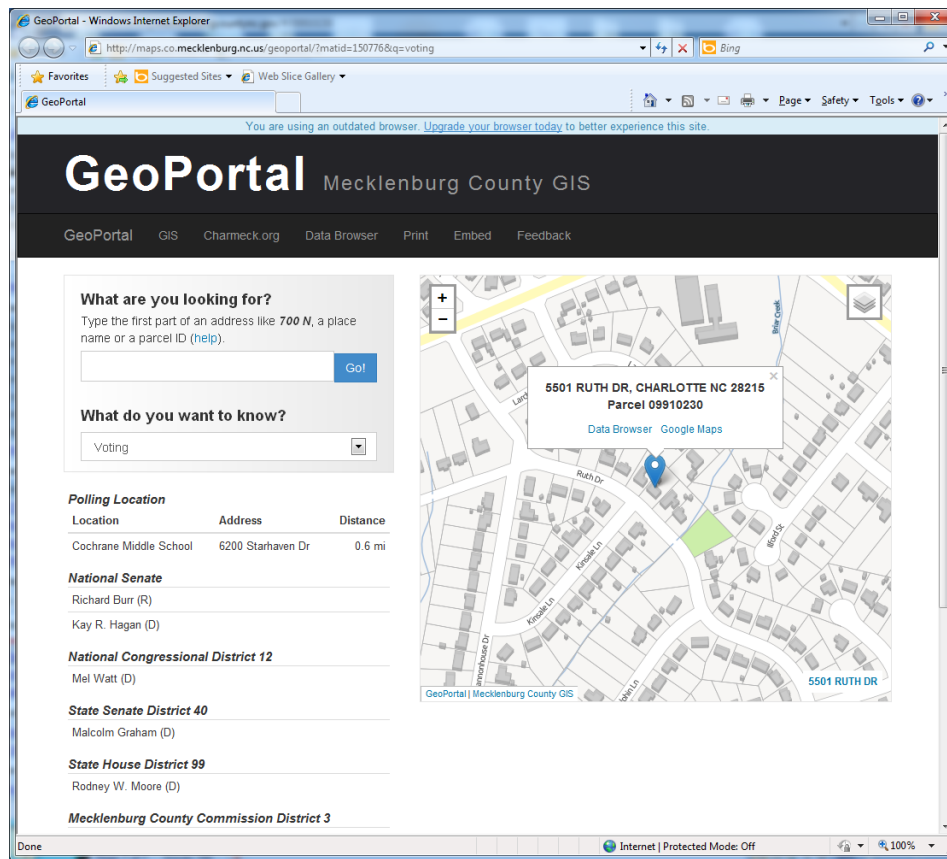 GeoPortal - Windows Internet Explorer
http://maps.co.mecklenburg.nc.us/geoportal/?matid=150776&q=voting
Bing
Favorites
Suggested Sites
Web Slice Gallery
GeoPortal
Page
Safety
Tools
You are using an outdated browser. Upgrade your browser today to better experience this site.
GeoPortal Mecklenburg County GIS
GeoPortal GIS Charmeck.org Data Browser Print Embed Feedback
What are you looking for?
Type the first part of an address like 700 N, a place
name or a parcel ID (help).
Go!
What do you want to know?
Voting
Polling Location
Location Address Distance
Cochrane Middle School 6200 Starhaven Dr 0.6 mi
National Senate
Richard Burr (R)
Kay R. Hagan (D)
National Congressional District 12
Mel Watt (D)
State Senate District 40
Malcolm Graham (D)
State House District 99
Rodney W. Moore (D)
Mecklenburg County Commission District 3
+
−
Briar Creek
5501 RUTH DR, CHARLOTTE NC 28215
Parcel 09910230
Data Browser Google Maps
Ruth Dr
Kinsale Ln
Kinsale Ln
Ilford St
5501 RUTH DR
GeoPortal | Mecklenburg County GIS
Done
Internet | Protected Mode: Off
100%